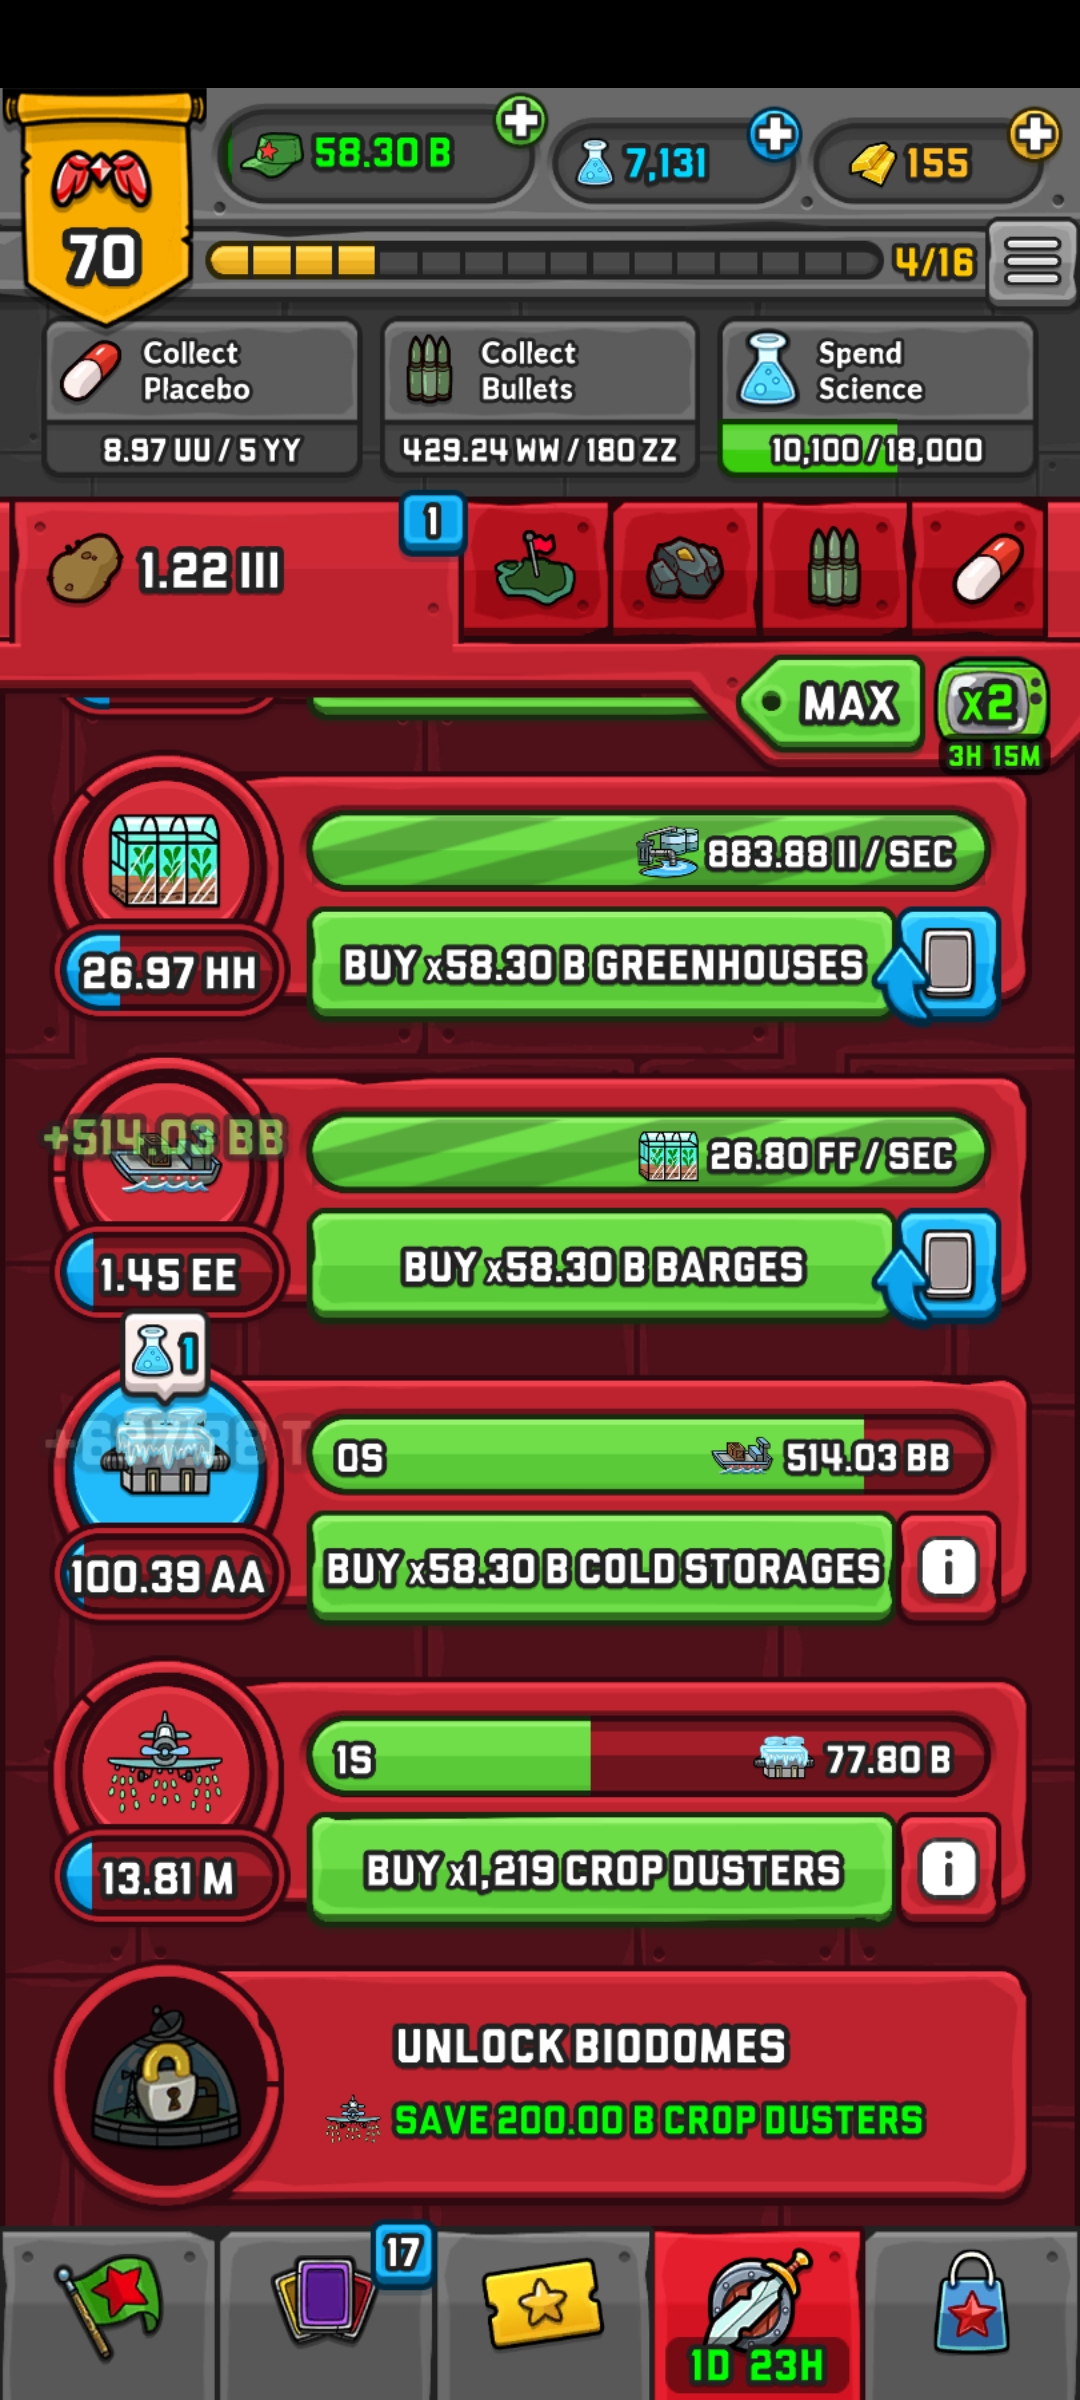 58.30 B
7,131
155
70
4/16
Collect
Placebo
8.97 UU / 5 YY
Collect
Bullets
429.24 WW / 180 ZZ
Spend
Science
10,100 / 18,000
1.22 III
1
MAX
x2
3H 15M
883.88 II / SEC
26.97 HH
BUY x58.30 B GREENHOUSES
+514.03 BB
26.80 FF / SEC
1.45 EE
BUY x58.30 B BARGES
1
0S
514.03 BB
100.39 AA
BUY x58.30 B COLD STORAGES
i
1S
77.80 B
13.81 M
BUY x1,219 CROP DUSTERS
i
UNLOCK BIODOMES
SAVE 200.00 B CROP DUSTERS
17
1D 23H